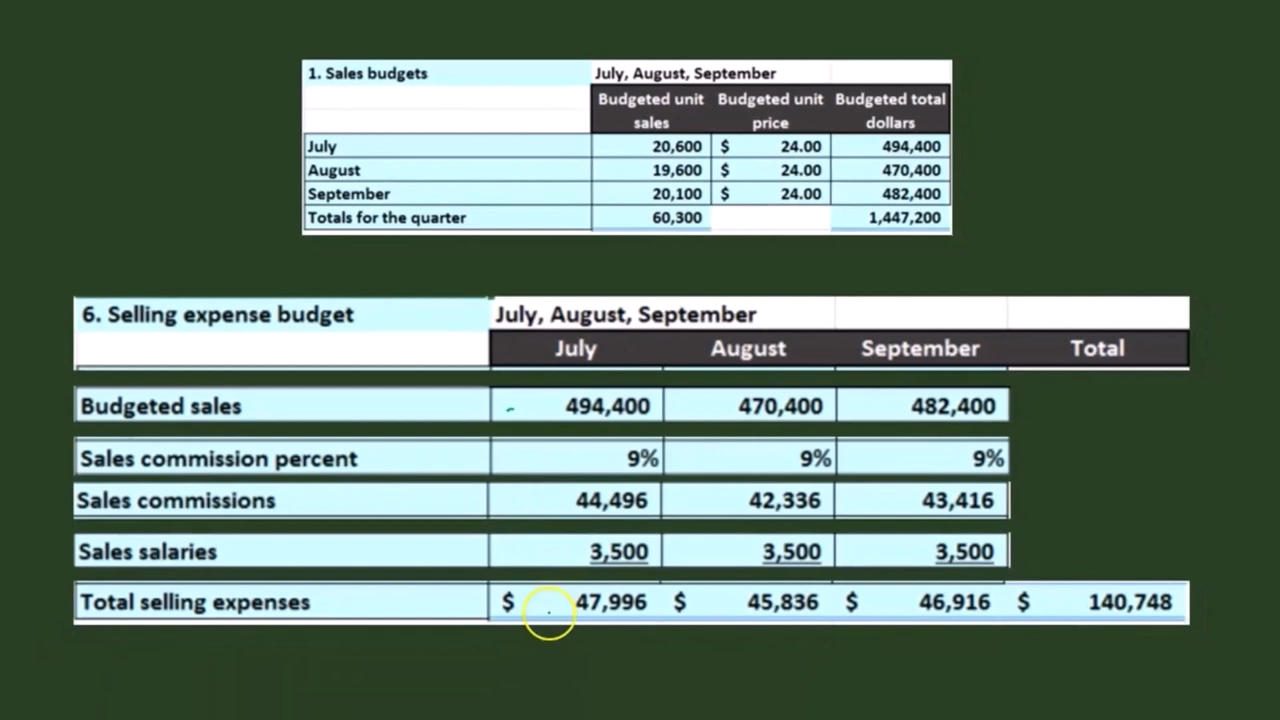 1. Sales budgets July, August, September
Budgeted unit sales Budgeted unit price Budgeted total dollars
July 20,600 $ 24.00 494,400
August 19,600 $ 24.00 470,400
September 20,100 $ 24.00 482,400
Totals for the quarter 60,300 1,447,200
6. Selling expense budget July, August, September
July August September Total
Budgeted sales 494,400 470,400 482,400
Sales commission percent 9% 9% 9%
Sales commissions 44,496 42,336 43,416
Sales salaries 3,500 3,500 3,500
Total selling expenses $ 47,996 $ 45,836 $ 46,916 $ 140,748